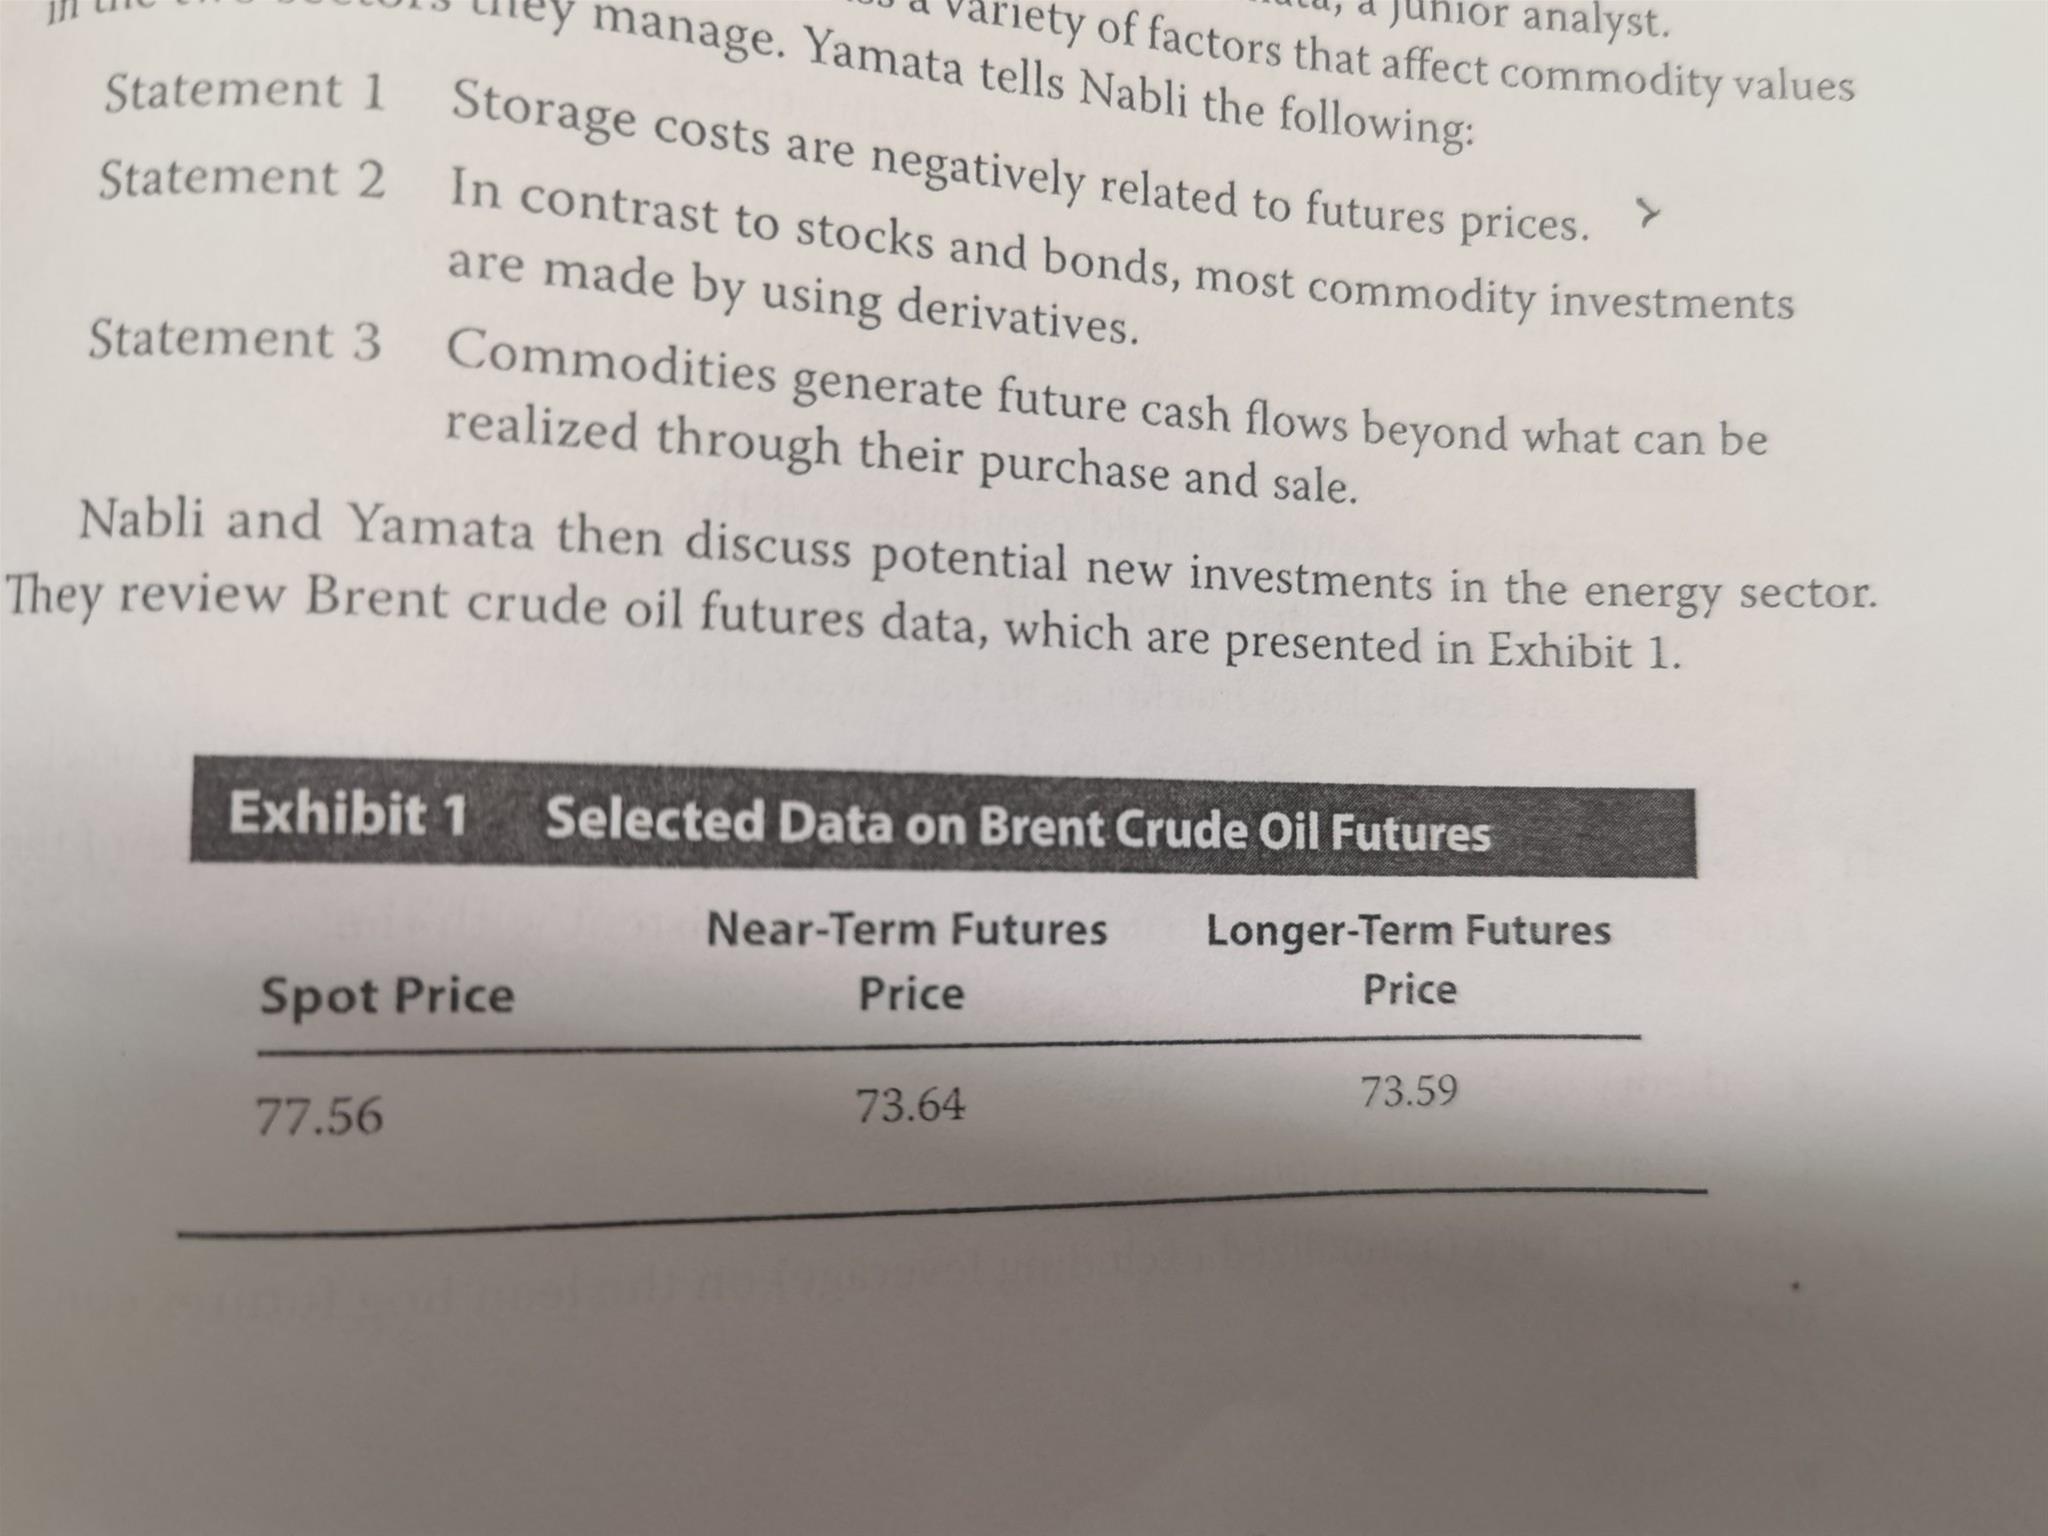 they manage. Yamata tells Nabli the following:
a variety of factors that affect commodity values
a junior analyst.
Statement 1 Storage costs are negatively related to futures prices.
Statement 2 In contrast to stocks and bonds, most commodity investments
are made by using derivatives.
Statement 3 Commodities generate future cash flows beyond what can be
realized through their purchase and sale.
Nabli and Yamata then discuss potential new investments in the energy sector.
They review Brent crude oil futures data, which are presented in Exhibit 1.
Exhibit 1 Selected Data on Brent Crude Oil Futures
Near-Term Futures Longer-Term Futures
Spot Price Price Price
77.56 73.64 73.59